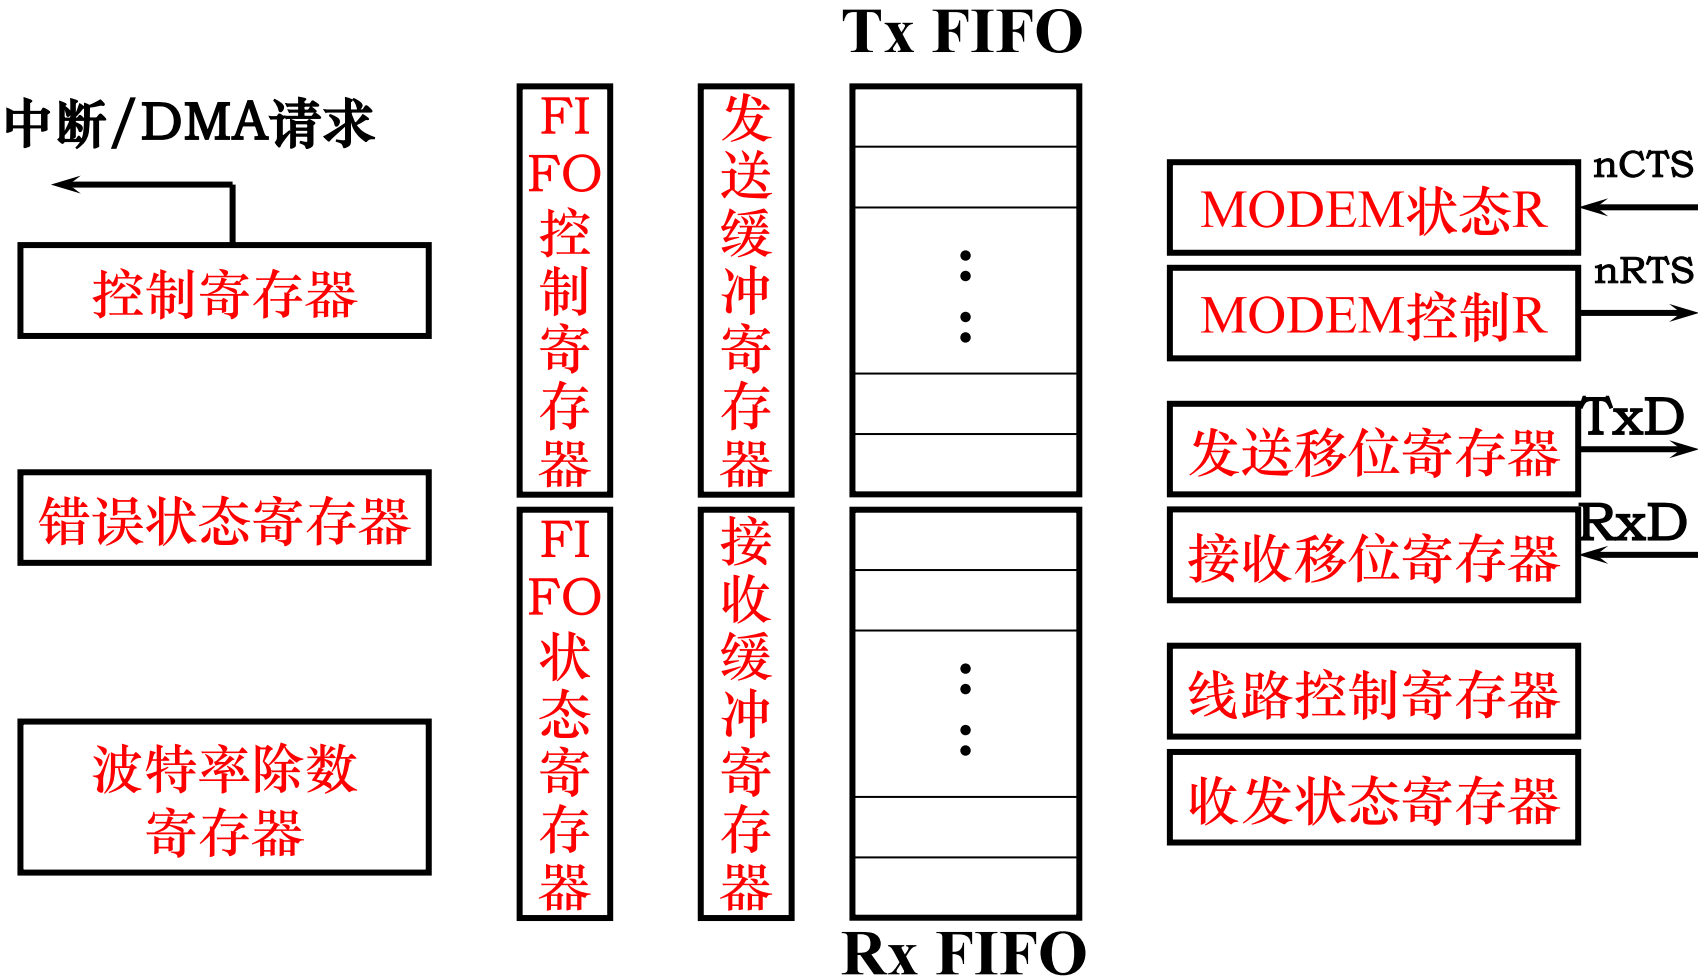 Tx FIFO
中断/DMA请求
控制寄存器
错误状态寄存器
波特率除数
寄存器
FI
FO
控
制
寄
存
器
FI
FO
状
态
寄
存
器
发
送
缓
冲
寄
存
器
接
收
缓
冲
寄
存
器
nCTS
MODEM状态R
nRTS
MODEM控制R
TxD
发送移位寄存器
RxD
接收移位寄存器
线路控制寄存器
收发状态寄存器
Rx FIFO